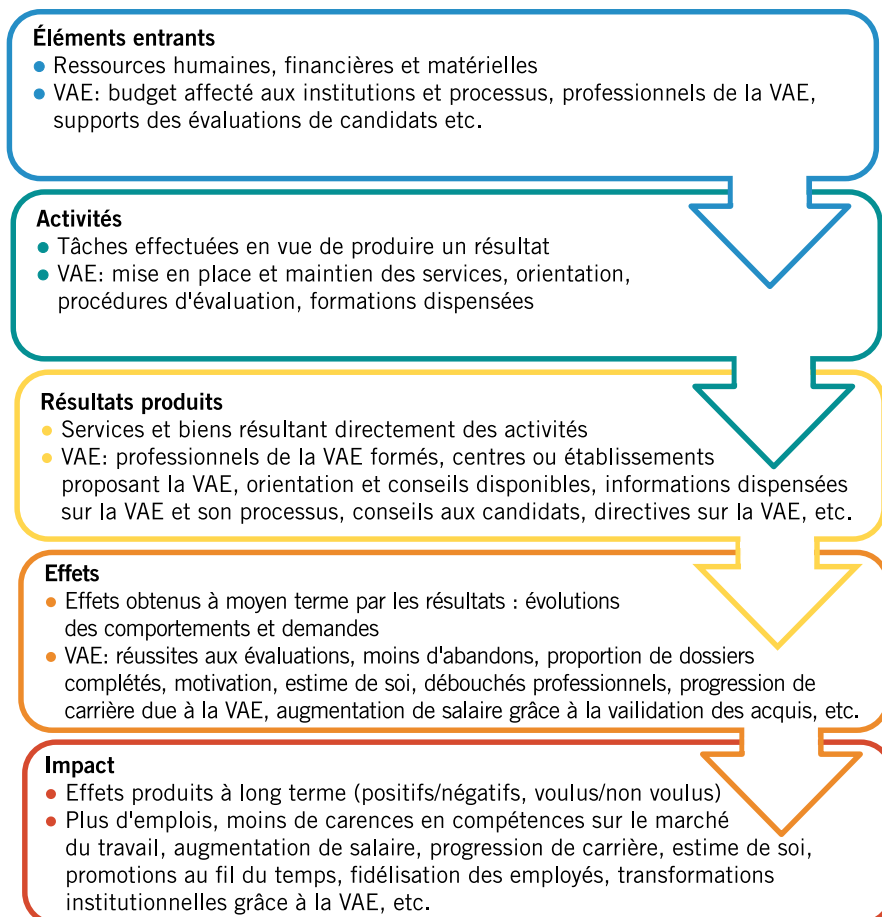 Éléments entrants
● Ressources humaines, financières et matérielles
● VAE: budget affecté aux institutions et processus, professionnels de la VAE,
supports des évaluations de candidats etc.
Activités
● Tâches effectuées en vue de produire un résultat
● VAE: mise en place et maintien des services, orientation,
procédures d'évaluation, formations dispensées
Résultats produits
● Services et biens résultant directement des activités
● VAE: professionnels de la VAE formés, centres ou établissements
proposant la VAE, orientation et conseils disponibles, informations dispensées
sur la VAE et son processus, conseils aux candidats, directives sur la VAE, etc.
Effets
● Effets obtenus à moyen terme par les résultats : évolutions
des comportements et demandes
● VAE: réussites aux évaluations, moins d'abandons, proportion de dossiers
complétés, motivation, estime de soi, débouchés professionnels, progression de
carrière due à la VAE, augmentation de salaire grâce à la vailidation des acquis, etc.
Impact
● Effets produits à long terme (positifs/négatifs, voulus/non voulus)
● Plus d'emplois, moins de carences en compétences sur le marché
du travail, augmentation de salaire, progression de carrière, estime de soi,
promotions au fil du temps, fidélisation des employés, transformations
institutionnelles grâce à la VAE, etc.